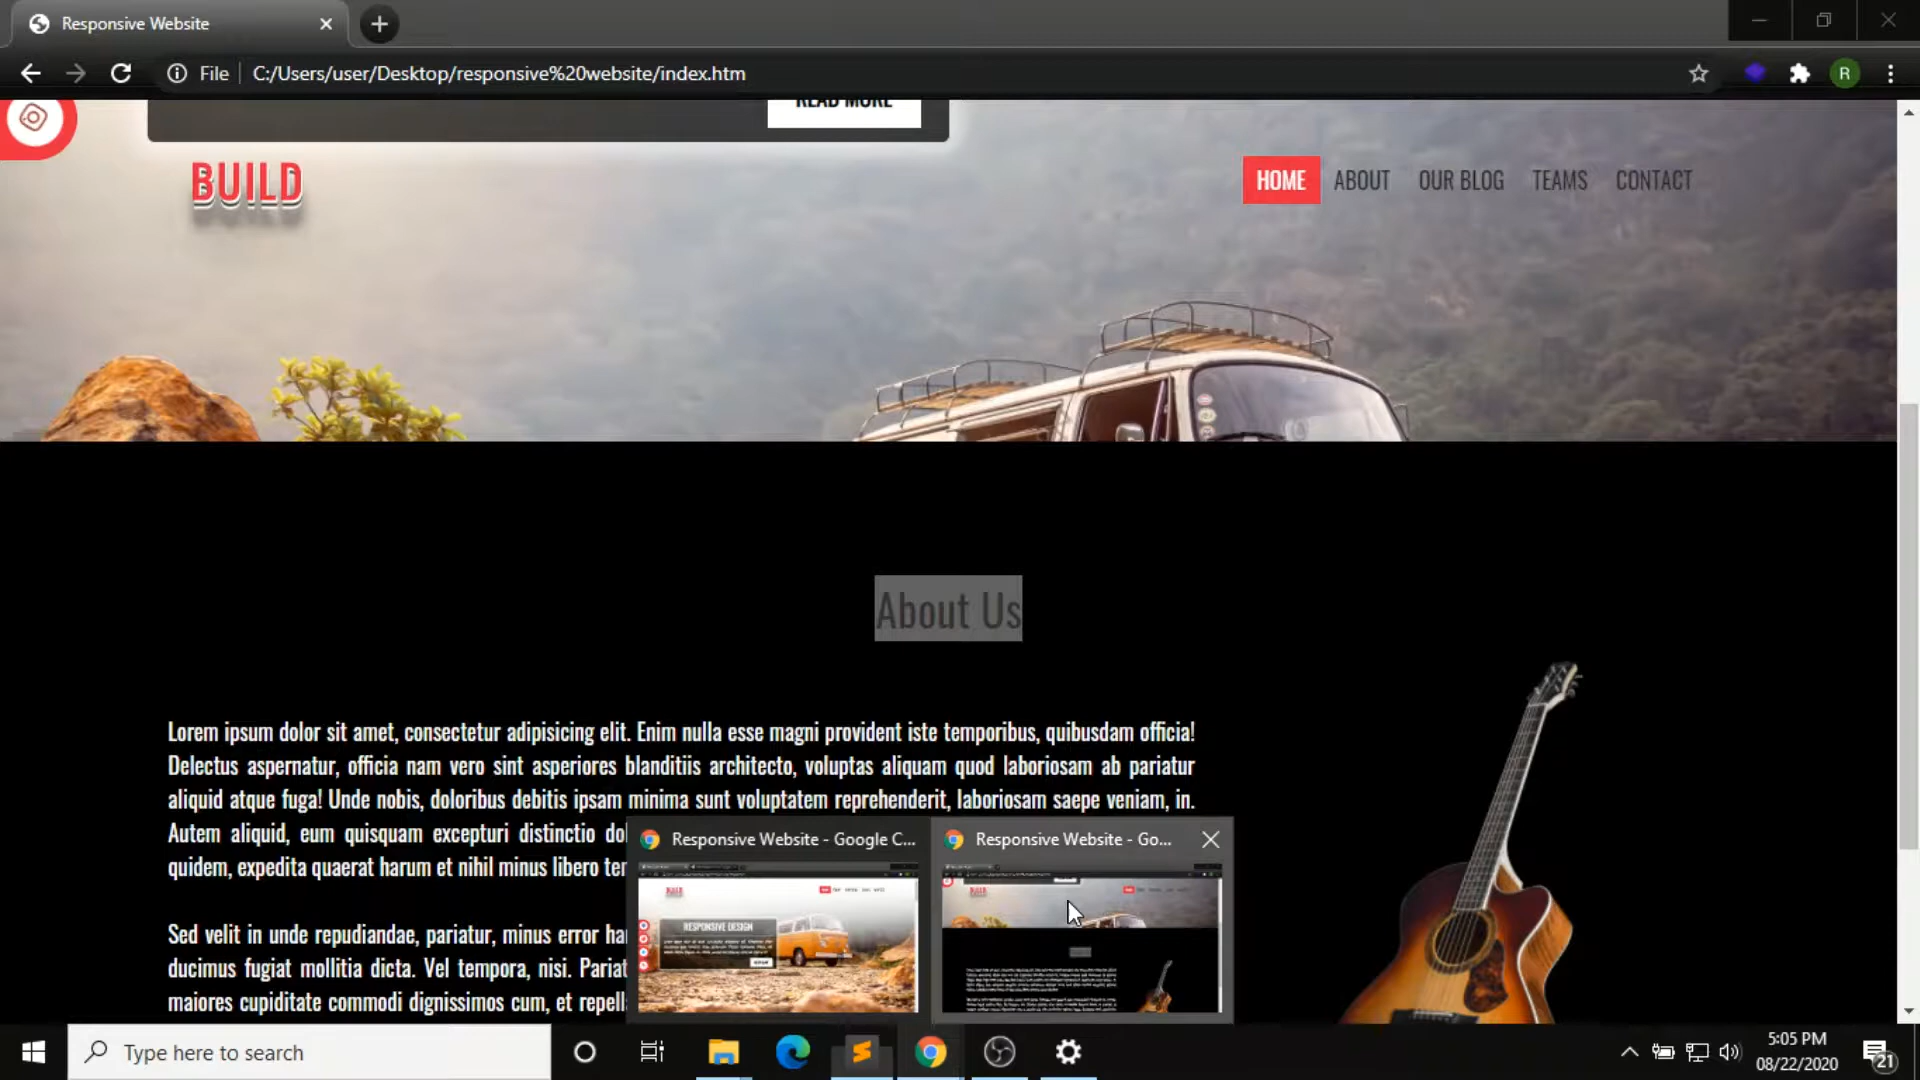 Responsive Website
File
C:/Users/user/Desktop/responsive%20website/index.htm
R
READ MORE
BUILD
HOME
ABOUT
OUR BLOG
TEAMS
CONTACT
About Us
Lorem ipsum dolor sit amet, consectetur adipisicing elit. Enim nulla esse magni provident iste temporibus, quibusdam officia!
Delectus aspernatur, officia nam vero sint asperiores blanditiis architecto, voluptas aliquam quod laboriosam ab pariatur
aliquid atque fuga! Unde nobis, doloribus debitis ipsam minima sunt voluptatem reprehenderit, laboriosam saepe veniam, in.
Autem aliquid, eum quisquam excepturi distinctio dol
quidem, expedita quaerat harum et nihil minus libero ter
Sed velit in unde repudiandae, pariatur, minus error har
ducimus fugiat mollitia dicta. Vel tempora, nisi. Pariat
maiores cupiditate commodi dignissimos cum, et repella
Responsive Website - Google C...
Responsive Website - Go...
BUILD
RESPONSIVE DESIGN
BUILD
Type here to search
5:05 PM
08/22/2020
21